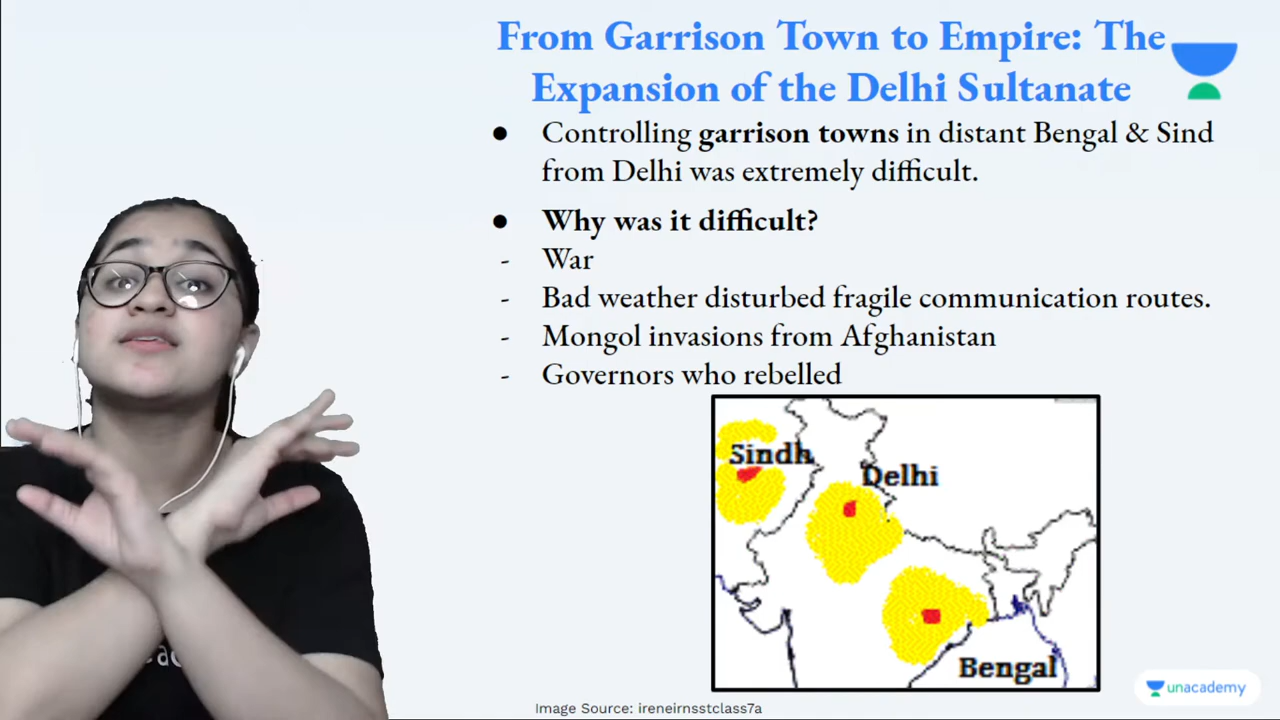 From Garrison Town to Empire: The
Expansion of the Delhi Sultanate
● Controlling garrison towns in distant Bengal & Sind
from Delhi was extremely difficult.
● Why was it difficult?
- War
- Bad weather disturbed fragile communication routes.
- Mongol invasions from Afghanistan
- Governors who rebelled
Sindh
Delhi
Bengal
unacademy
Image Source: ireneirnsstclass7a